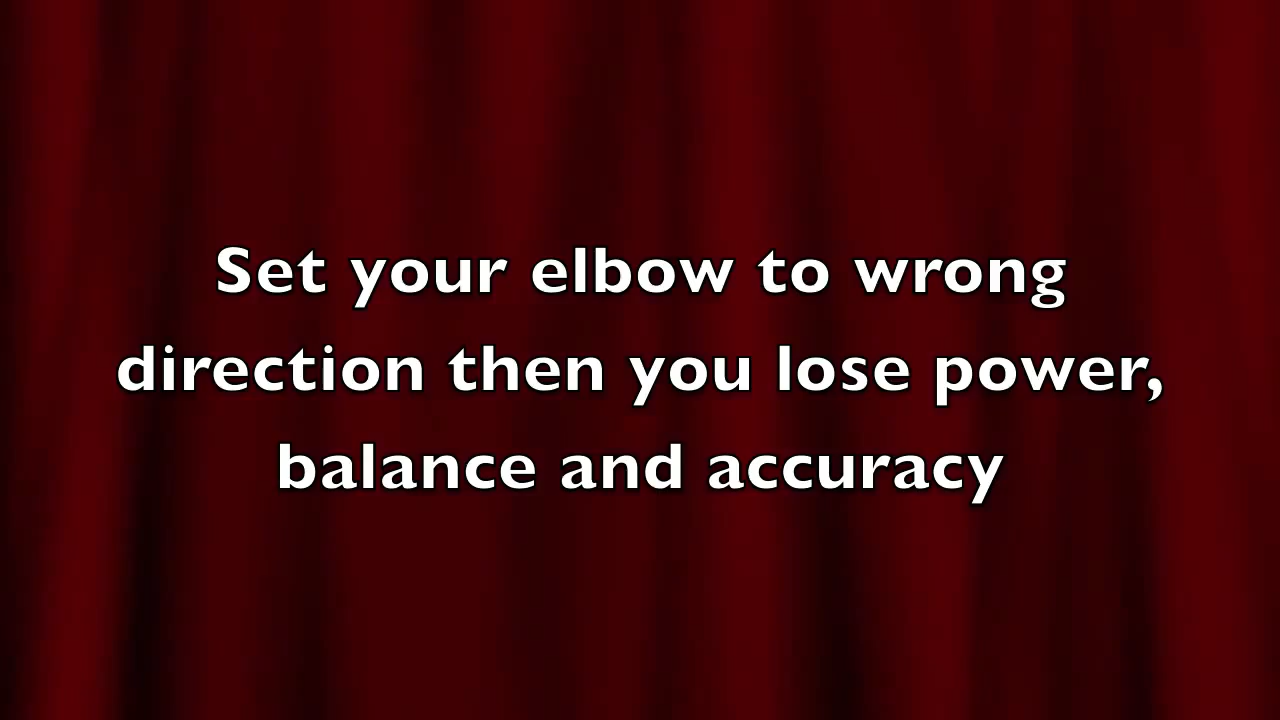 Set your elbow to wrong
direction then you lose power,
balance and accuracy